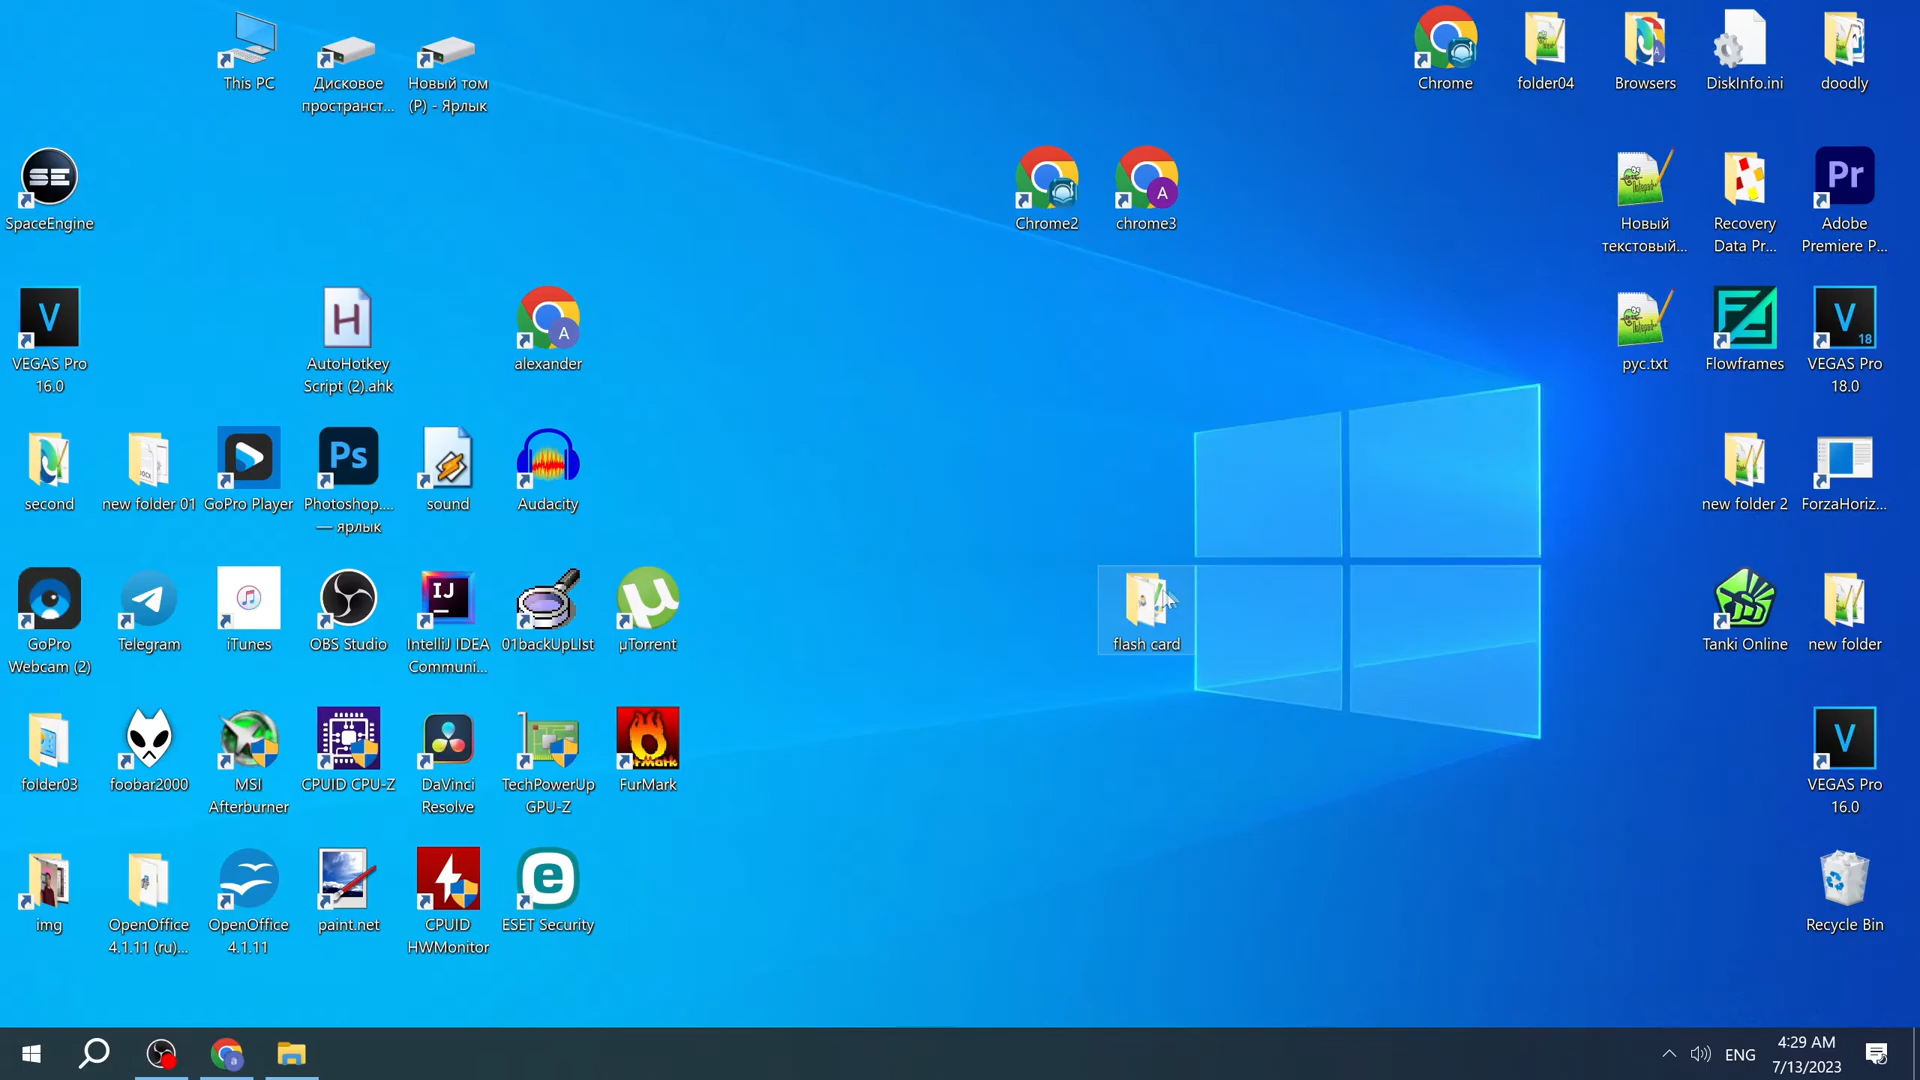 This PC
Дисковое
пространст...
Новый том
(P) - Ярлык
Chrome
folder04
Browsers
DiskInfo.ini
doodly
SpaceEngine
Chrome2
chrome3
Новый
текстовый...
Recovery
Data Pr...
Adobe
Premiere P...
VEGAS Pro
16.0
AutoHotkey
Script (2).ahk
alexander
рус.txt
Flowframes
VEGAS Pro
18.0
second
new folder 01
GoPro Player
Photoshop....
— ярлык
sound
Audacity
new folder 2
ForzaHoriz...
GoPro
Webcam (2)
Telegram
iTunes
OBS Studio
IntelliJ IDEA
Communi...
01backUpLIst
µTorrent
flash card
Tanki Online
new folder
folder03
foobar2000
MSI
Afterburner
CPUID CPU-Z
DaVinci
Resolve
TechPowerUp
GPU-Z
FurMark
VEGAS Pro
16.0
img
OpenOffice
4.1.11 (ru)...
OpenOffice
4.1.11
paint.net
CPUID
HWMonitor
ESET Security
Recycle Bin
ENG
4:29 AM
7/13/2023